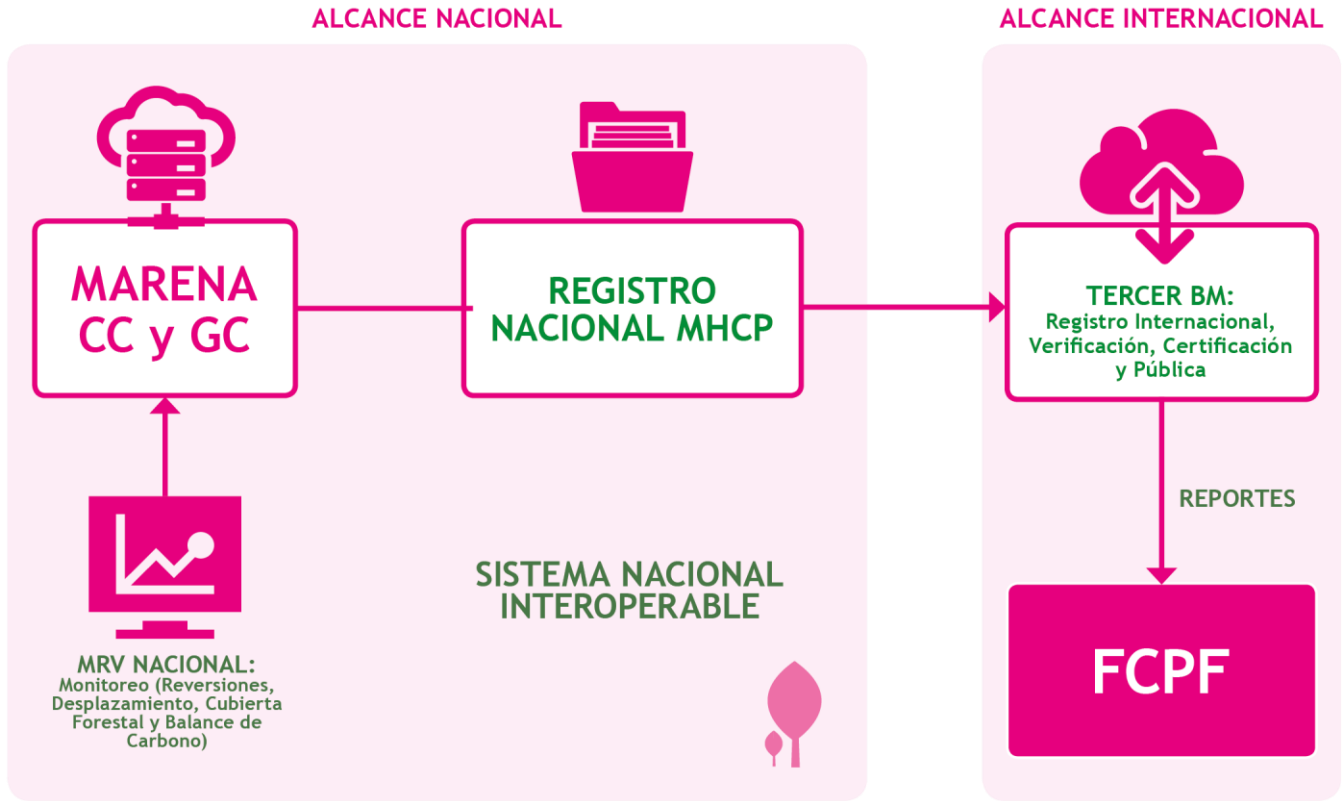 ALCANCE NACIONAL
ALCANCE INTERNACIONAL
MARENA
CC y GC
REGISTRO
NACIONAL MHCP
TERCER BM:
Registro Internacional,
Verificación, Certificación
y Pública
REPORTES
SISTEMA NACIONAL
INTEROPERABLE
FCPF
MRV NACIONAL:
Monitoreo (Reversiones,
Desplazamiento, Cubierta
Forestal y Balance de
Carbono)